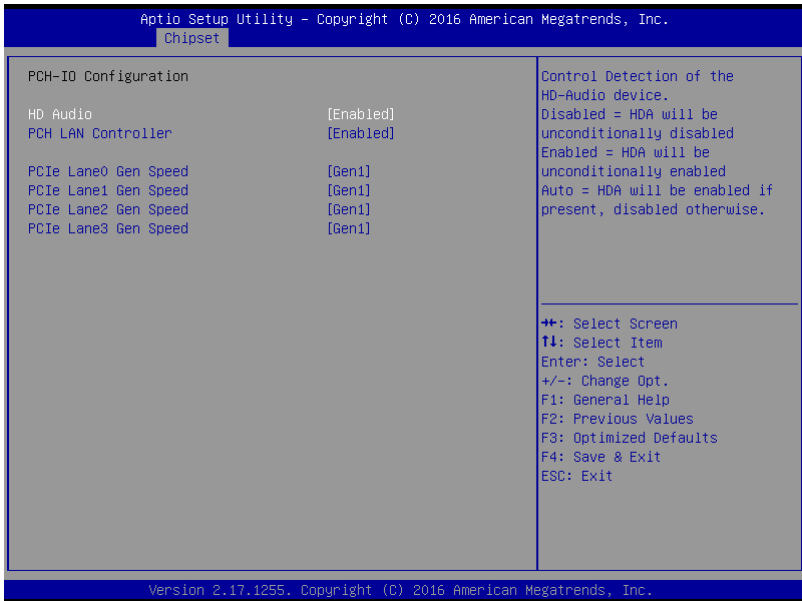 Aptio Setup Utility – Copyright (C) 2016 American Megatrends, Inc.
Chipset
PCH-IO Configuration
HD Audio [Enabled]
PCH LAN Controller [Enabled]
PCIe Lane0 Gen Speed [Gen1]
PCIe Lane1 Gen Speed [Gen1]
PCIe Lane2 Gen Speed [Gen1]
PCIe Lane3 Gen Speed [Gen1]
Control Detection of the
HD-Audio device.
Disabled = HDA will be
unconditionally disabled
Enabled = HDA will be
unconditionally enabled
Auto = HDA will be enabled if
present, disabled otherwise.
→←: Select Screen
↑↓: Select Item
Enter: Select
+/-: Change Opt.
F1: General Help
F2: Previous Values
F3: Optimized Defaults
F4: Save & Exit
ESC: Exit
Version 2.17.1255. Copyright (C) 2016 American Megatrends, Inc.